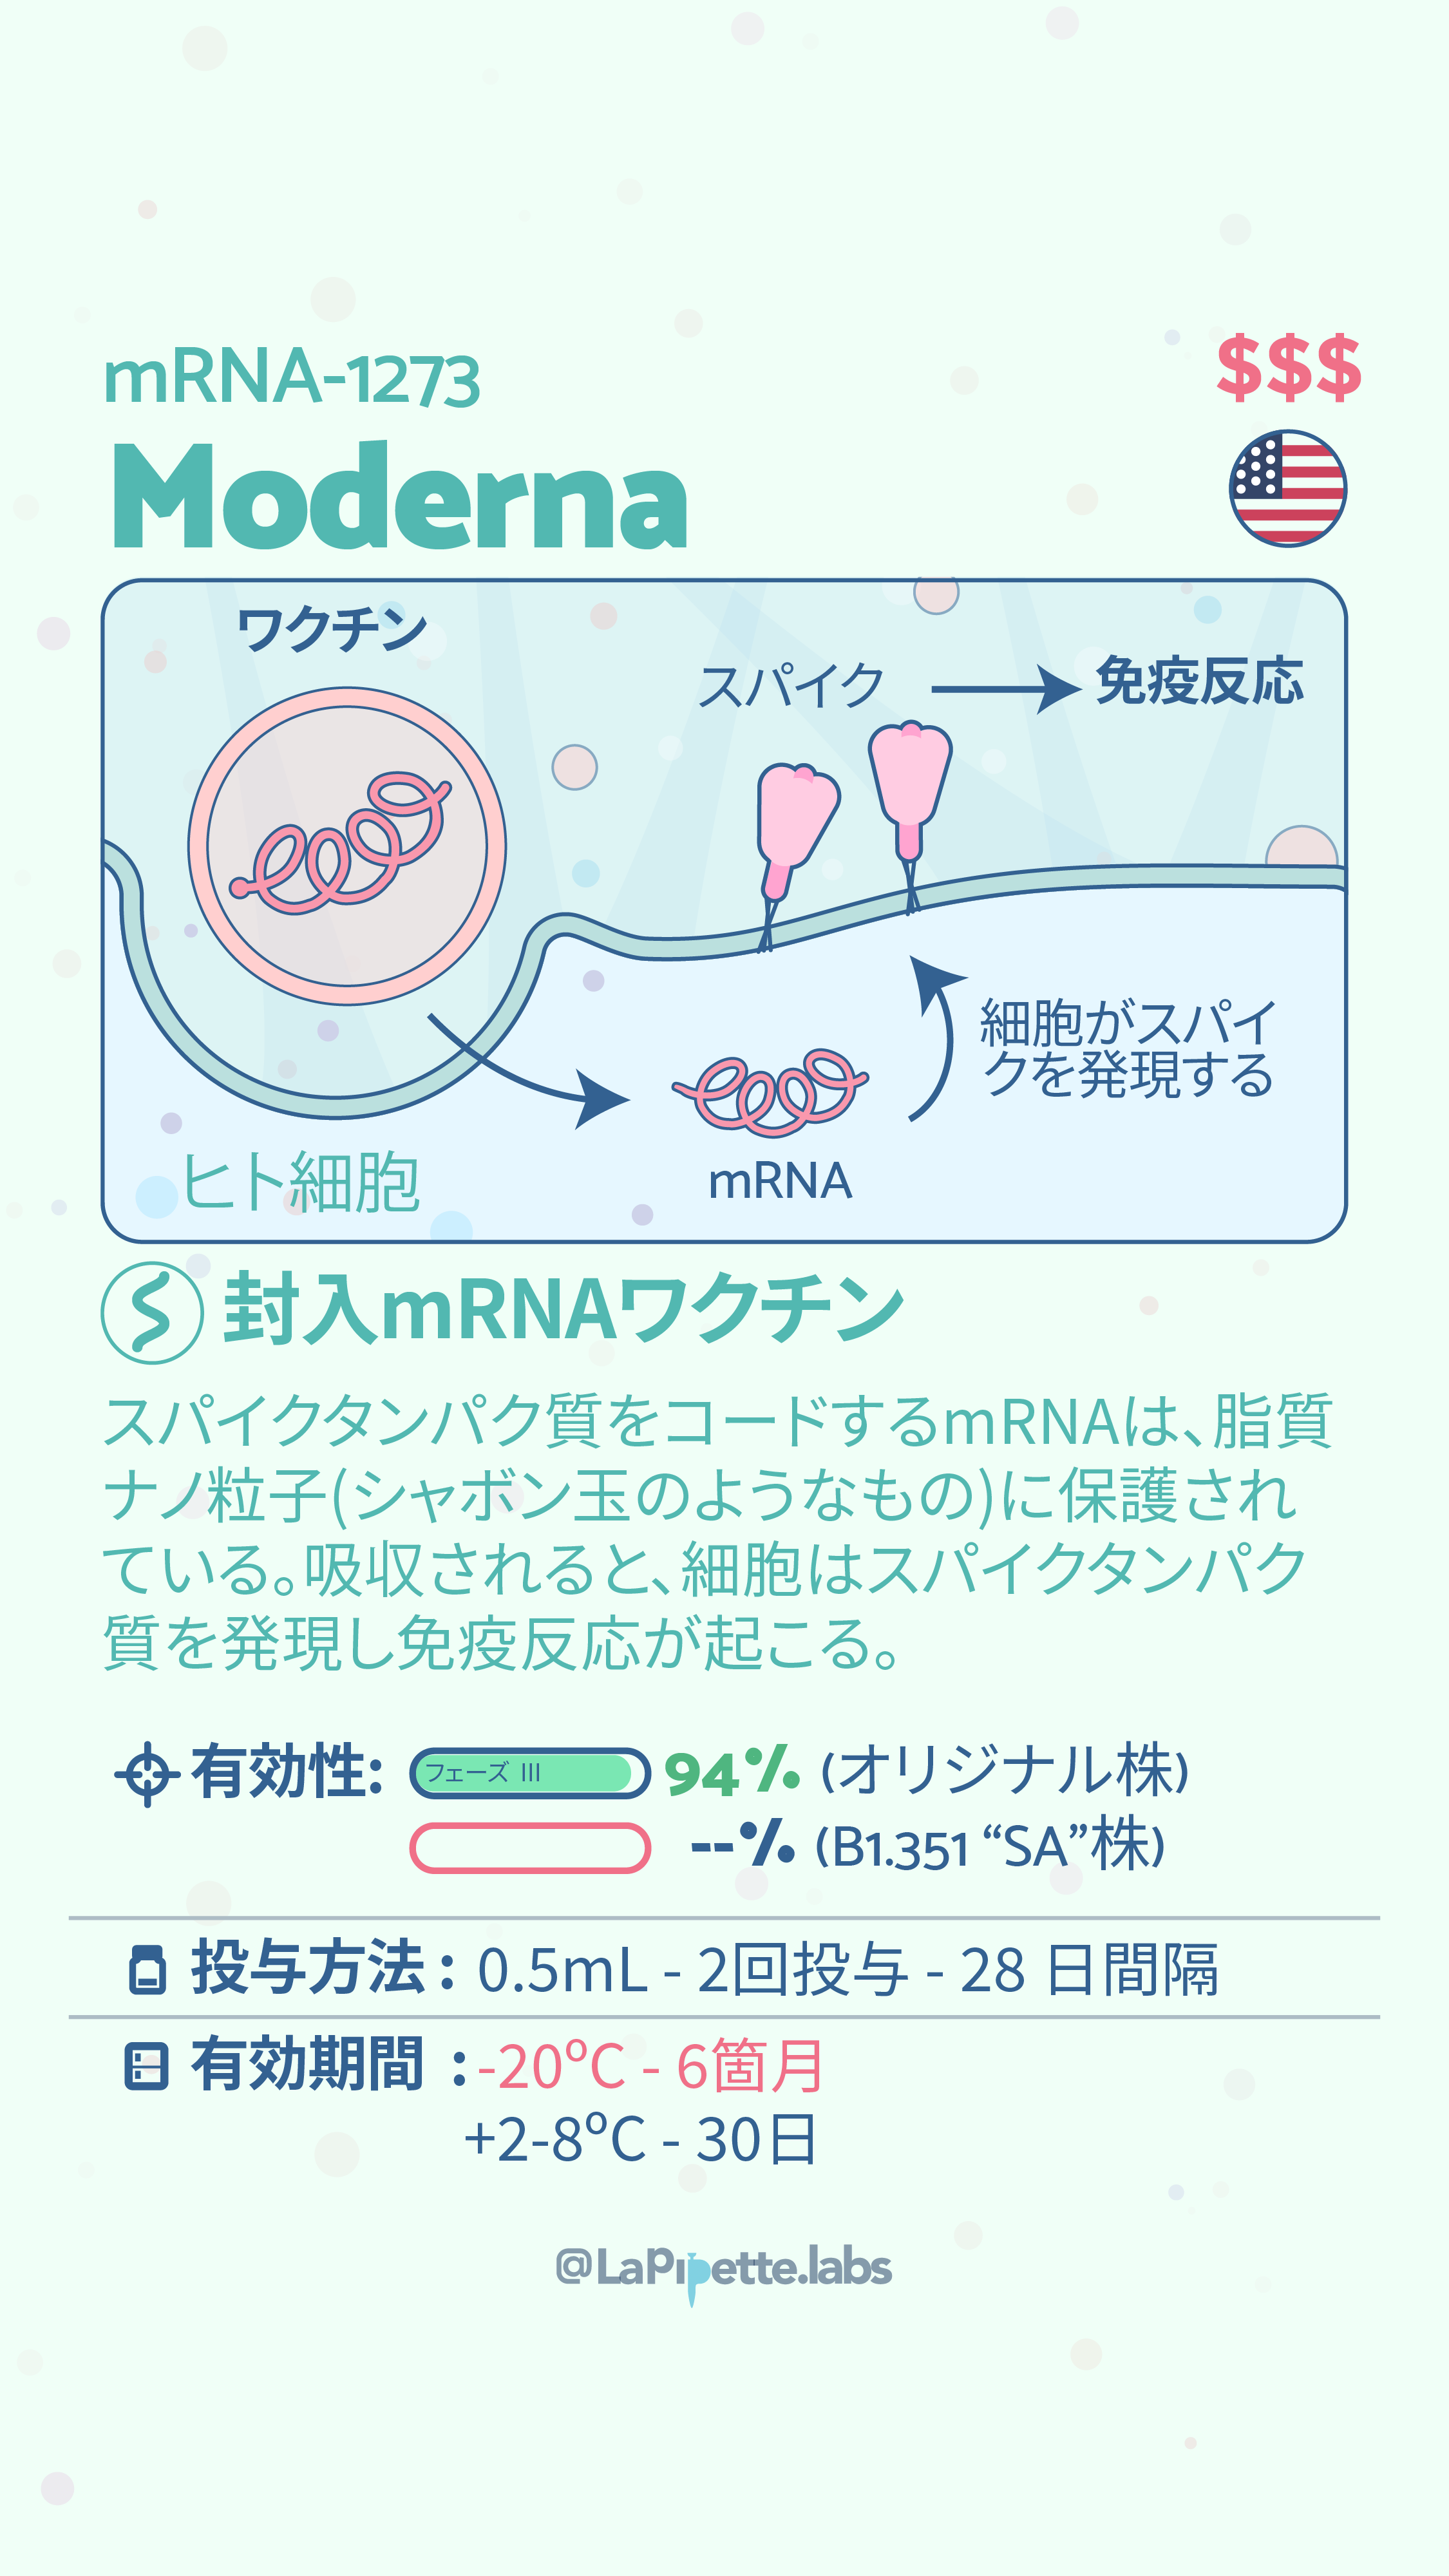 mRNA-1273
$$$
Moderna
ワクチン
スパイク
免疫反応
細胞がスパイ
クを発現する
mRNA
ヒト細胞
封入mRNAワクチン
スパイクタンパク質をコードするmRNAは、脂質
ナノ粒子(シャボン玉のようなもの)に保護され
ている。吸収されると、細胞はスパイクタンパク
質を発現し免疫反応が起こる。
有効性: フェーズ III 94% (オリジナル株)
--% (B1.351 “SA”株)
投与方法 : 0.5mL - 2回投与 - 28 日間隔
有効期間 : -20ºC - 6箇月
+2-8ºC - 30日
@LaPipette.labs